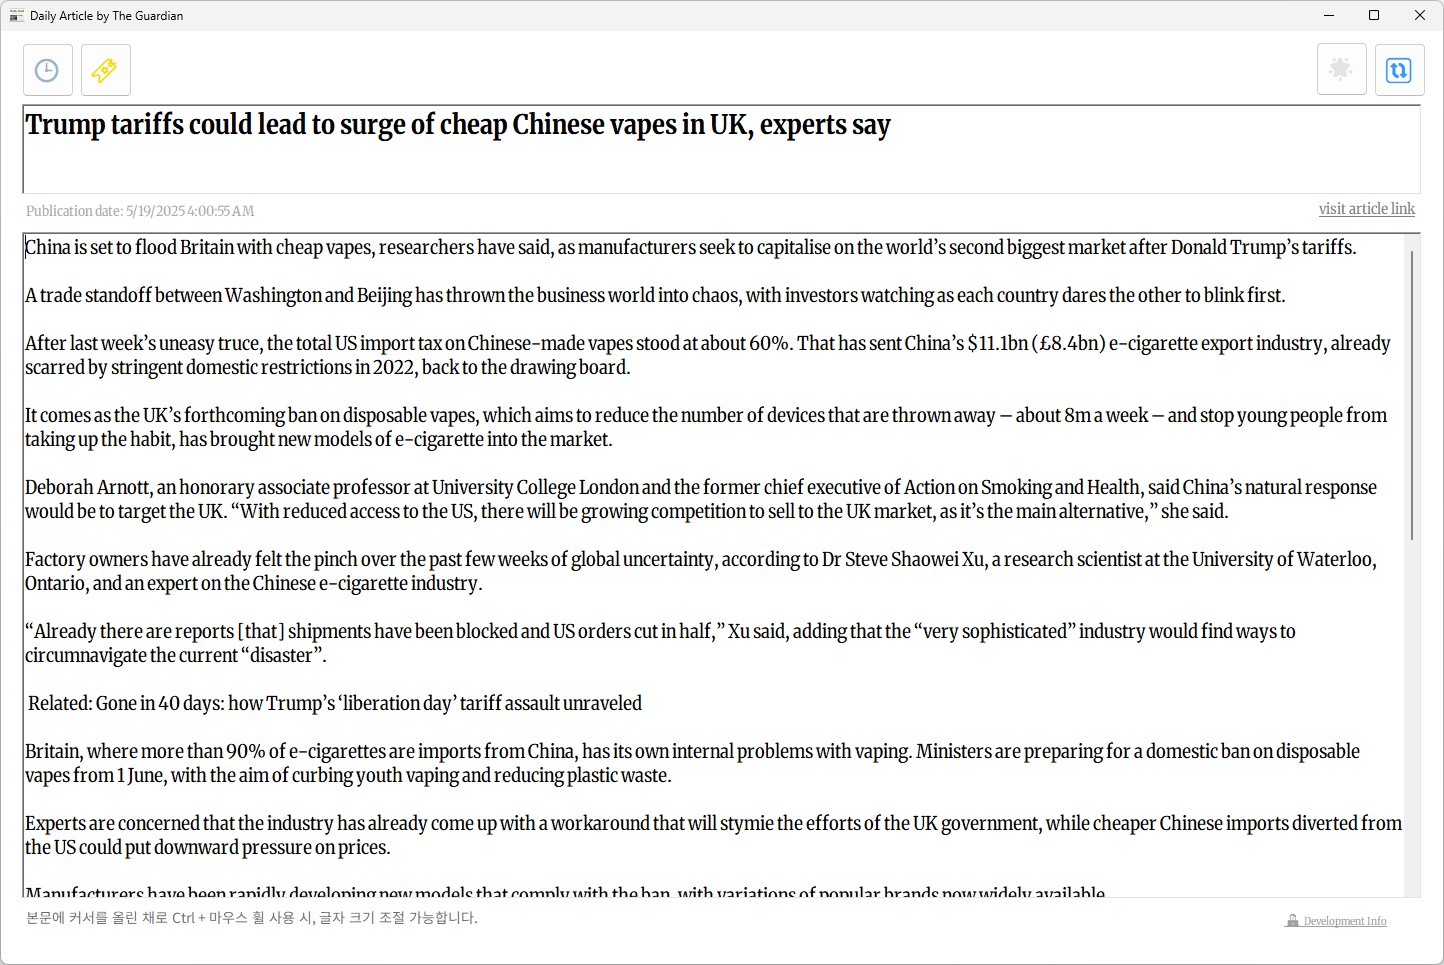 Daily Article by The Guardian
Trump tariffs could lead to surge of cheap Chinese vapes in UK, experts say
Publication date: 5/19/2025 4:00:55 AM
visit article link
China is set to flood Britain with cheap vapes, researchers have said, as manufacturers seek to capitalise on the world’s second biggest market after Donald Trump’s tariffs.
A trade standoff between Washington and Beijing has thrown the business world into chaos, with investors watching as each country dares the other to blink first.
After last week’s uneasy truce, the total US import tax on Chinese-made vapes stood at about 60%. That has sent China’s $11.1bn (£8.4bn) e-cigarette export industry, already
scarred by stringent domestic restrictions in 2022, back to the drawing board.
It comes as the UK’s forthcoming ban on disposable vapes, which aims to reduce the number of devices that are thrown away – about 8m a week – and stop young people from
taking up the habit, has brought new models of e-cigarette into the market.
Deborah Arnott, an honorary associate professor at University College London and the former chief executive of Action on Smoking and Health, said China’s natural response
would be to target the UK. “With reduced access to the US, there will be growing competition to sell to the UK market, as it’s the main alternative,” she said.
Factory owners have already felt the pinch over the past few weeks of global uncertainty, according to Dr Steve Shaowei Xu, a research scientist at the University of Waterloo,
Ontario, and an expert on the Chinese e-cigarette industry.
“Already there are reports [that] shipments have been blocked and US orders cut in half,” Xu said, adding that the “very sophisticated” industry would find ways to
circumnavigate the current “disaster”.
Related: Gone in 40 days: how Trump’s ‘liberation day’ tariff assault unraveled
Britain, where more than 90% of e-cigarettes are imports from China, has its own internal problems with vaping. Ministers are preparing for a domestic ban on disposable
vapes from 1 June, with the aim of curbing youth vaping and reducing plastic waste.
Experts are concerned that the industry has already come up with a workaround that will stymie the efforts of the UK government, while cheaper Chinese imports diverted from
the US could put downward pressure on prices.
Manufacturers have been rapidly developing new models that comply with the ban, with variations of popular brands now widely available.
본문에 커서를 올린 채로 Ctrl + 마우스 휠 사용 시, 글자 크기 조절 가능합니다.
Development Info